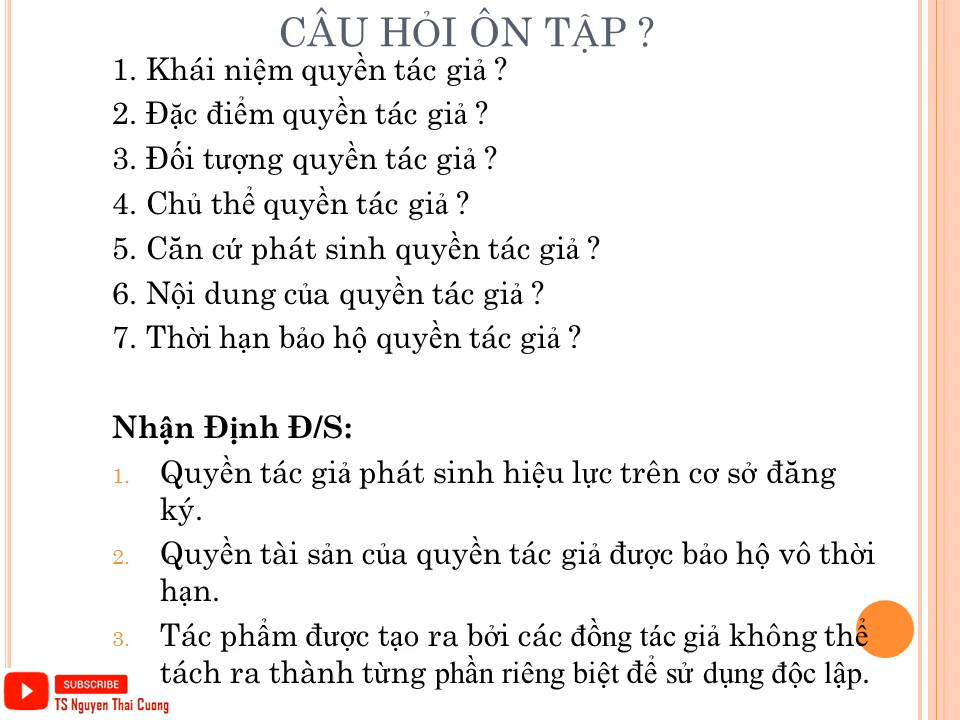 CÂU HỎI ÔN TẬP ?
1. Khái niệm quyền tác giả ?
2. Đặc điểm quyền tác giả ?
3. Đối tượng quyền tác giả ?
4. Chủ thể quyền tác giả ?
5. Căn cứ phát sinh quyền tác giả ?
6. Nội dung của quyền tác giả ?
7. Thời hạn bảo hộ quyền tác giả ?
Nhận Định Đ/S:
1. Quyền tác giả phát sinh hiệu lực trên cơ sở đăng
ký.
2. Quyền tài sản của quyền tác giả được bảo hộ vô thời
hạn.
3. Tác phẩm được tạo ra bởi các đồng tác giả không thể
tách ra thành từng phần riêng biệt để sử dụng độc lập.
SUBSCRIBE
TS Nguyen Thai Cuong